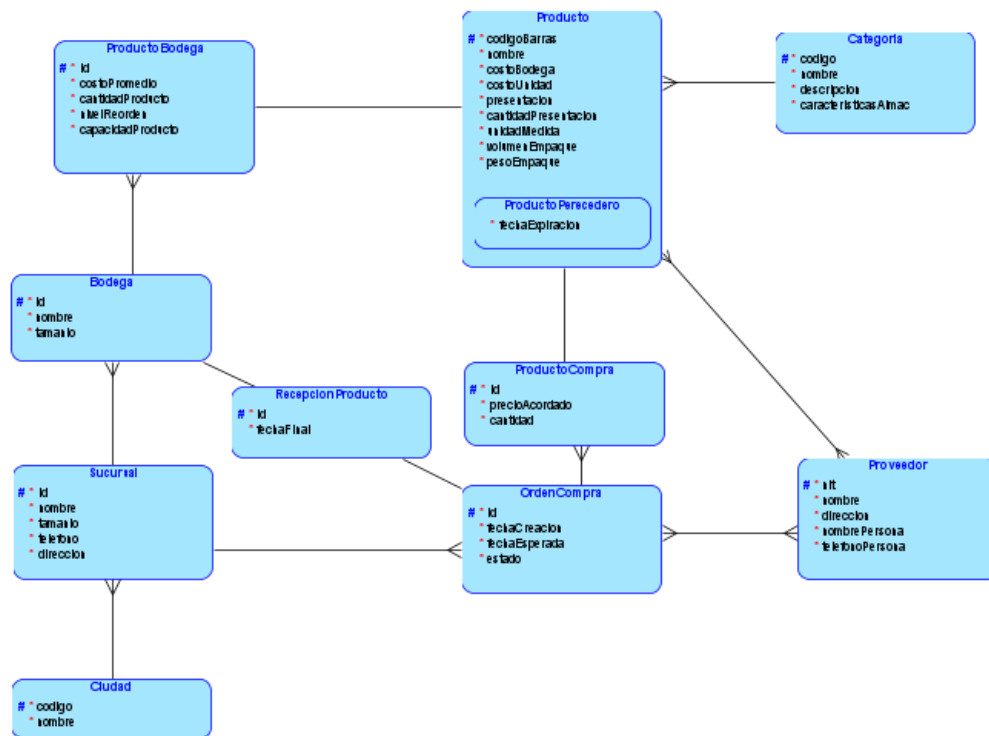 Producto
# * codigoBarras
* nombre
* costoBodega
* costoUnidad
* presentacion
* cantidadPresentacion
* unidadMedida
* volumenEmpaque
* pesoEmpaque
ProductoPerecedero
* fechaExpiracion
ProductoBodega
# * id
* costoPromedio
* cantidadProducto
* nivelReorden
* capacidadProducto
Categoria
# * codigo
* nombre
* descripcion
* caracteristicasAlmac
Bodega
# * id
* nombre
* tamanio
RecepcionProducto
# * id
* fechaFinal
ProductoCompra
# * id
* precioAcordado
* cantidad
Sucursal
# * id
* nombre
* tamanio
* telefono
* direccion
OrdenCompra
# * id
* fechaCreacion
* fechaEsperada
* estado
Proveedor
# * nit
* nombre
* direccion
* nombrePersona
* telefonoPersona
Ciudad
# * codigo
* nombre